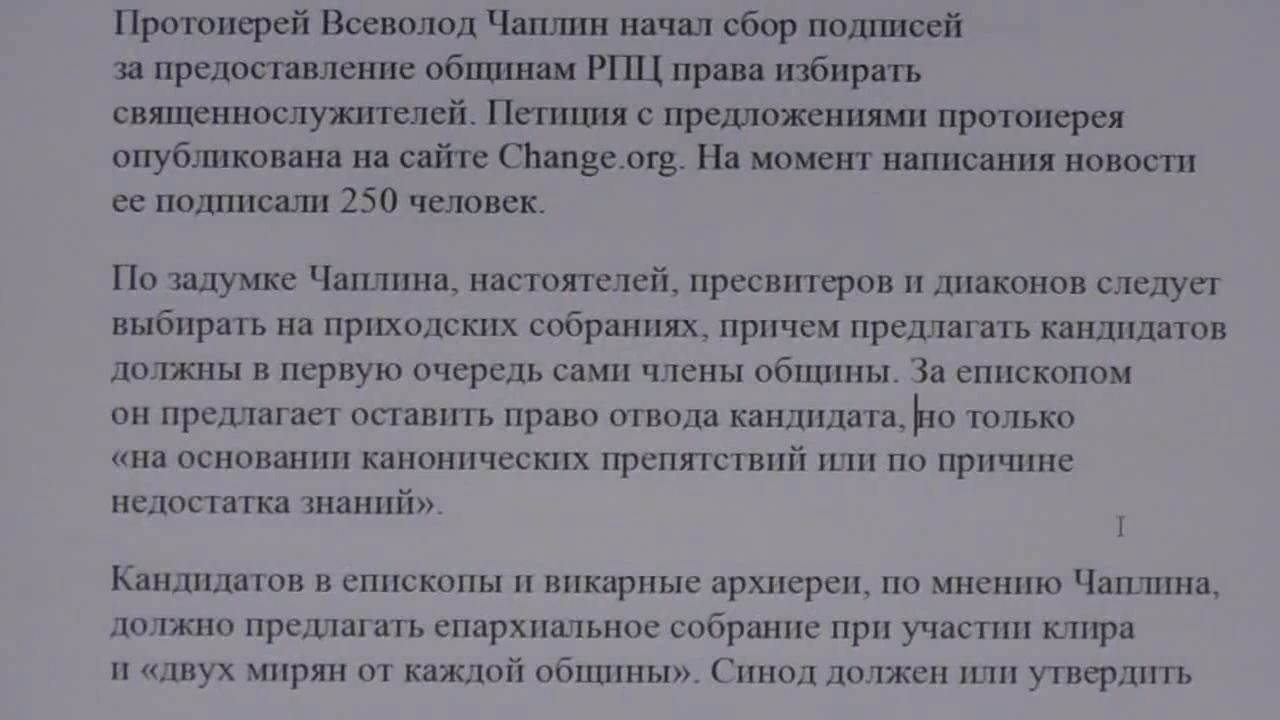 Протоиерей Всеволод Чаплин начал сбор подписей
за предоставление общинам РПЦ права избирать
священнослужителей. Петиция с предложениями протоиерея
опубликована на сайте Change.org. На момент написания новости
ее подписали 250 человек.
По задумке Чаплина, настоятелей, пресвитеров и диаконов следует
выбирать на приходских собраниях, причем предлагать кандидатов
должны в первую очередь сами члены общины. За епископом
он предлагает оставить право отвода кандидата, но только
«на основании канонических препятствий или по причине
недостатка знаний».
Кандидатов в епископы и викарные архиереи, по мнению Чаплина,
должно предлагать епархиальное собрание при участии клира
и «двух мирян от каждой общины». Синод должен или утвердить